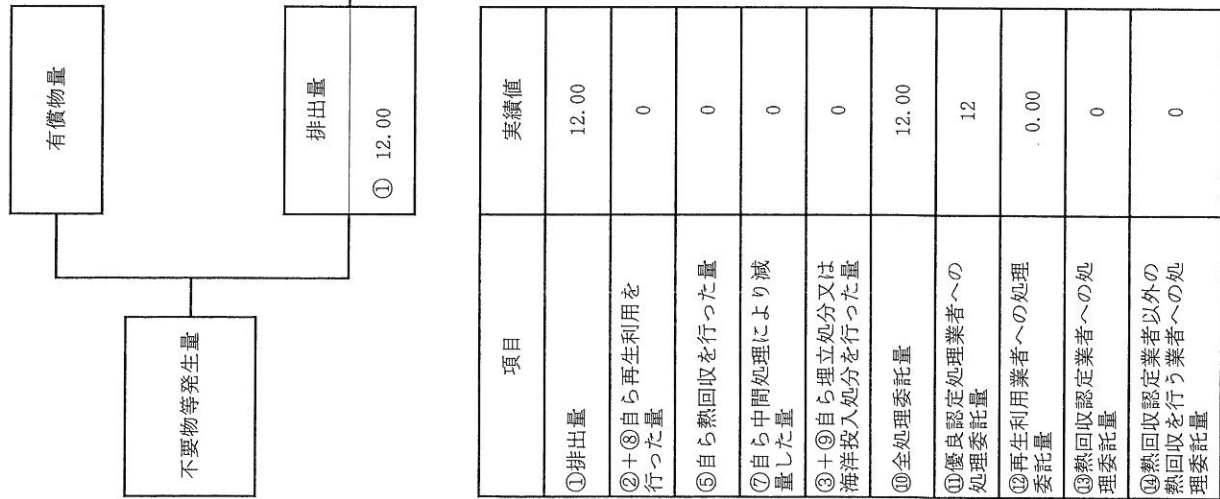 有償物量
不要物等発生量
排出量
① 12.00
項目 実績値
①排出量 12.00
②+⑧自ら再生利用を
行った量 0
⑤自ら熱回収を行った量 0
⑦自ら中間処理により減
量した量 0
③+⑨自ら埋立処分又は
海洋投入処分を行った量 0
⑩全処理委託量 12.00
⑪優良認定処理業者への
処理委託量 12
⑫再生利用業者への処理
委託量 0.00
⑬熱回収認定業者への処
理委託量 0
⑭熱回収認定業者以外の
熱回収を行う業者への処
理委託量 0